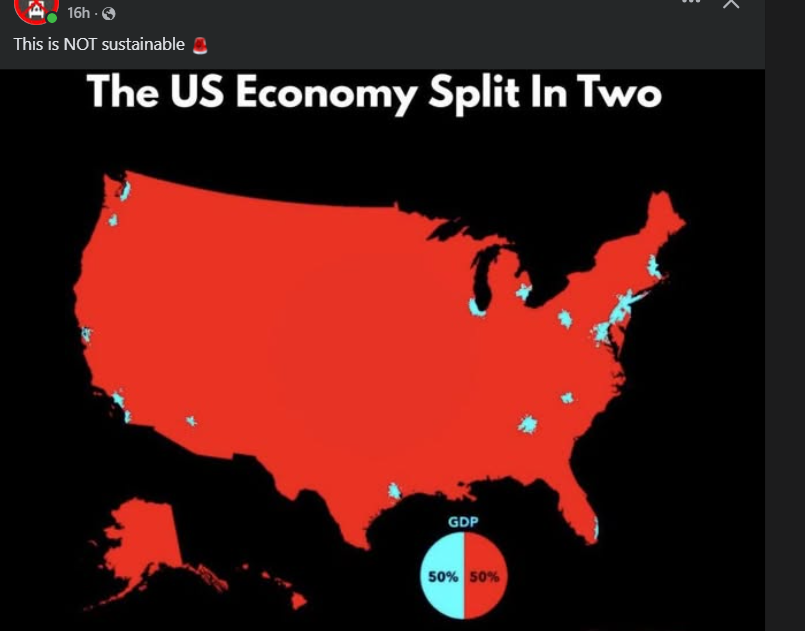 16h ·
This is NOT sustainable 🚨
The US Economy Split In Two
GDP
50% 50%